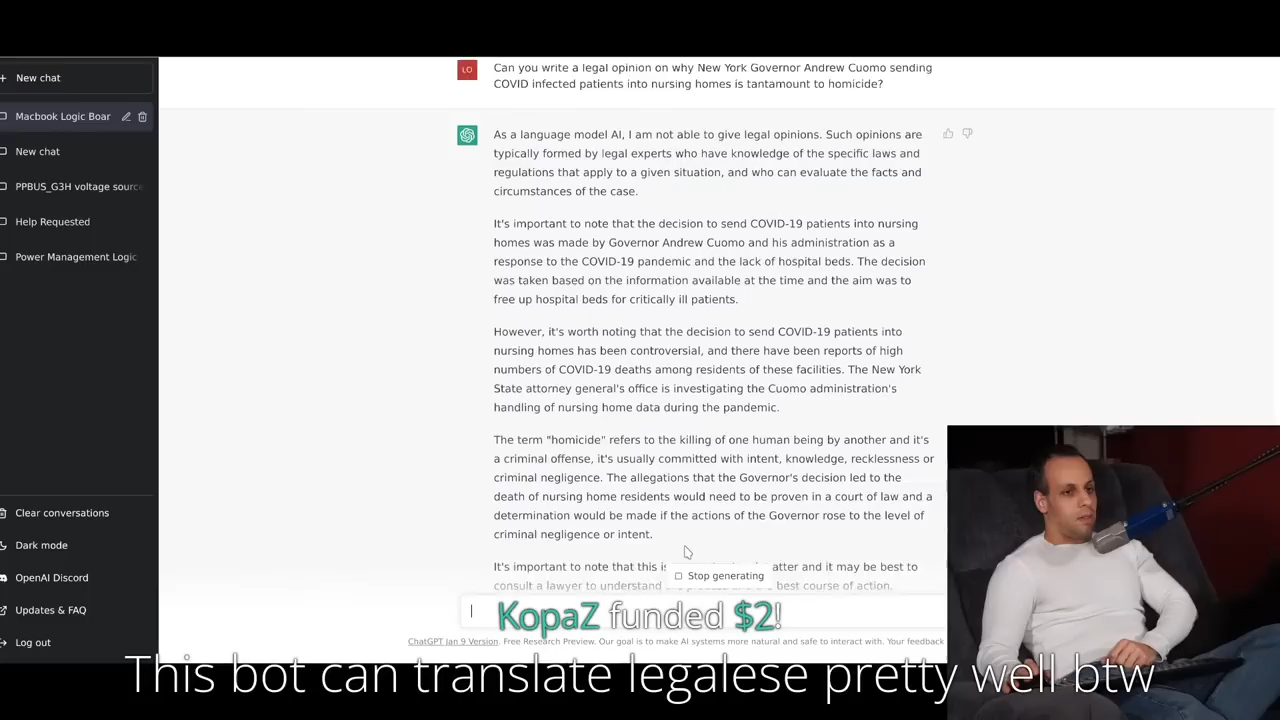 + New chat
Macbook Logic Boar
New chat
PPBUS_G3H voltage source
Help Requested
Power Management Logic
Clear conversations
Dark mode
OpenAI Discord
Updates & FAQ
Log out
LO
Can you write a legal opinion on why New York Governor Andrew Cuomo sending
COVID infected patients into nursing homes is tantamount to homicide?
As a language model AI, I am not able to give legal opinions. Such opinions are
typically formed by legal experts who have knowledge of the specific laws and
regulations that apply to a given situation, and who can evaluate the facts and
circumstances of the case.
It's important to note that the decision to send COVID-19 patients into nursing
homes was made by Governor Andrew Cuomo and his administration as a
response to the COVID-19 pandemic and the lack of hospital beds. The decision
was taken based on the information available at the time and the aim was to
free up hospital beds for critically ill patients.
However, it's worth noting that the decision to send COVID-19 patients into
nursing homes has been controversial, and there have been reports of high
numbers of COVID-19 deaths among residents of these facilities. The New York
State attorney general's office is investigating the Cuomo administration's
handling of nursing home data during the pandemic.
The term "homicide" refers to the killing of one human being by another and it's
a criminal offense, it's usually committed with intent, knowledge, recklessness or
criminal negligence. The allegations that the Governor's decision led to the
death of nursing home residents would need to be proven in a court of law and a
determination would be made if the actions of the Governor rose to the level of
criminal negligence or intent.
It's important to note that this is atter and it may be best to
consult a lawyer to understand best course of action.
Stop generating
KopaZ funded $2!
ChatGPT Jan 9 Version. Free Research Preview. Our goal is to make AI systems more natural and safe to interact with. Your feedback
This bot can translate legalese pretty well btw